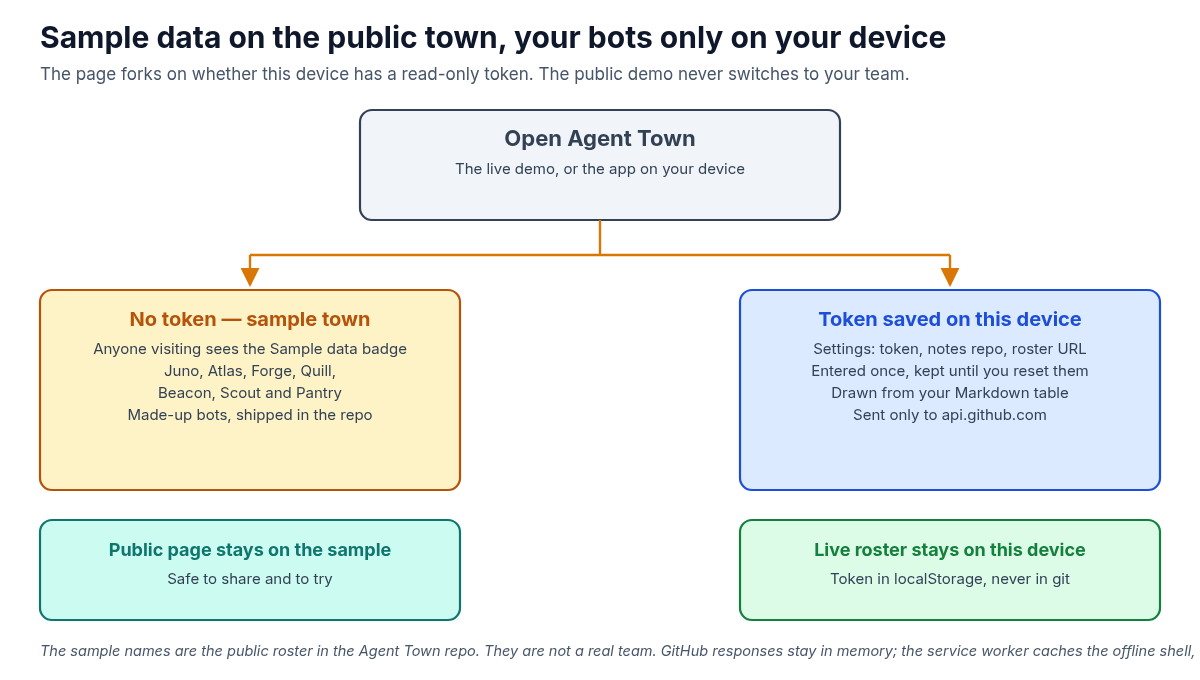 Sample data on the public town, your bots only on your device
The page forks on whether this device has a read-only token. The public demo never switches to your team.
Open Agent Town
The live demo, or the app on your device
No token — sample town
Anyone visiting sees the Sample data badge
Juno, Atlas, Forge, Quill,
Beacon, Scout and Pantry
Made-up bots, shipped in the repo
Token saved on this device
Settings: token, notes repo, roster URL
Entered once, kept until you reset them
Drawn from your Markdown table
Sent only to api.github.com
Public page stays on the sample
Safe to share and to try
Live roster stays on this device
Token in localStorage, never in git
The sample names are the public roster in the Agent Town repo. They are not a real team. GitHub responses stay in memory; the service worker caches the offline shell,